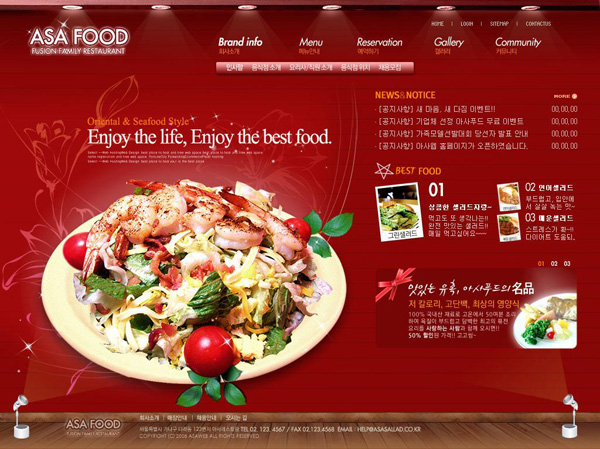 HOME | LOGIN | SITEMAP | CONTACTUS
ASA FOOD
FUSION FAMILY RESTAURANT
Brand info Menu Reservation Gallery Community
회사소개 메뉴안내 예약하기 갤러리 커뮤니티
인사말 음식점 소개 요리사/직원 소개 음식점 위치 채용모집
NEWS&NOTICE MORE
· [공지사항] 새 마음, 새 다짐 이벤트!! 00,00,00
· [공지사항] 기업체 선정 아사푸드 무료 이벤트 00,00,00
· [공지사항] 가족모델선발대회 당선자 발표 안내 00,00,00
· [공지사항] 아사랩 홈페이지가 오픈하였습니다. 00,00,00
Oriental & Seafood Style
Enjoy the life, Enjoy the best food.
BEST FOOD
01
상큼한 샐러드자랑~
먹고도 또 생각나는!!
완전 맛있는 샐러드!!
매일 먹고싶어요~~
그린샐러드
02 연어샐러드
부드럽고, 입안에
서 살살 녹는 맛~
03 매운샐러드
스트레스가 화~!!
다이어트 도움되.
01 02 03
맛있는 유혹, 아사푸드의 名品
저 칼로리, 고단백, 최상의 영양식
100% 국내산 재료로 고온에서 50여분 조리
하여 육질이 부드럽고 담백한 최고의 퓨전
요리를 사랑하는 사람과 함께 오시면!!
50% 할인된 가격!! 고고씽~
ASA FOOD
FUSION FAMILY RESTAURANT
회사소개 | 매장안내 | 채용안내 | 오시는 길
TEL 02. 123. 4567 / FAX 02.123.4568 EMAIL : HELP@ASASALLAD.CO.KR
COPYRIGHT (C) 2008 ASAWEB ALL RIGHTS RESERVED.